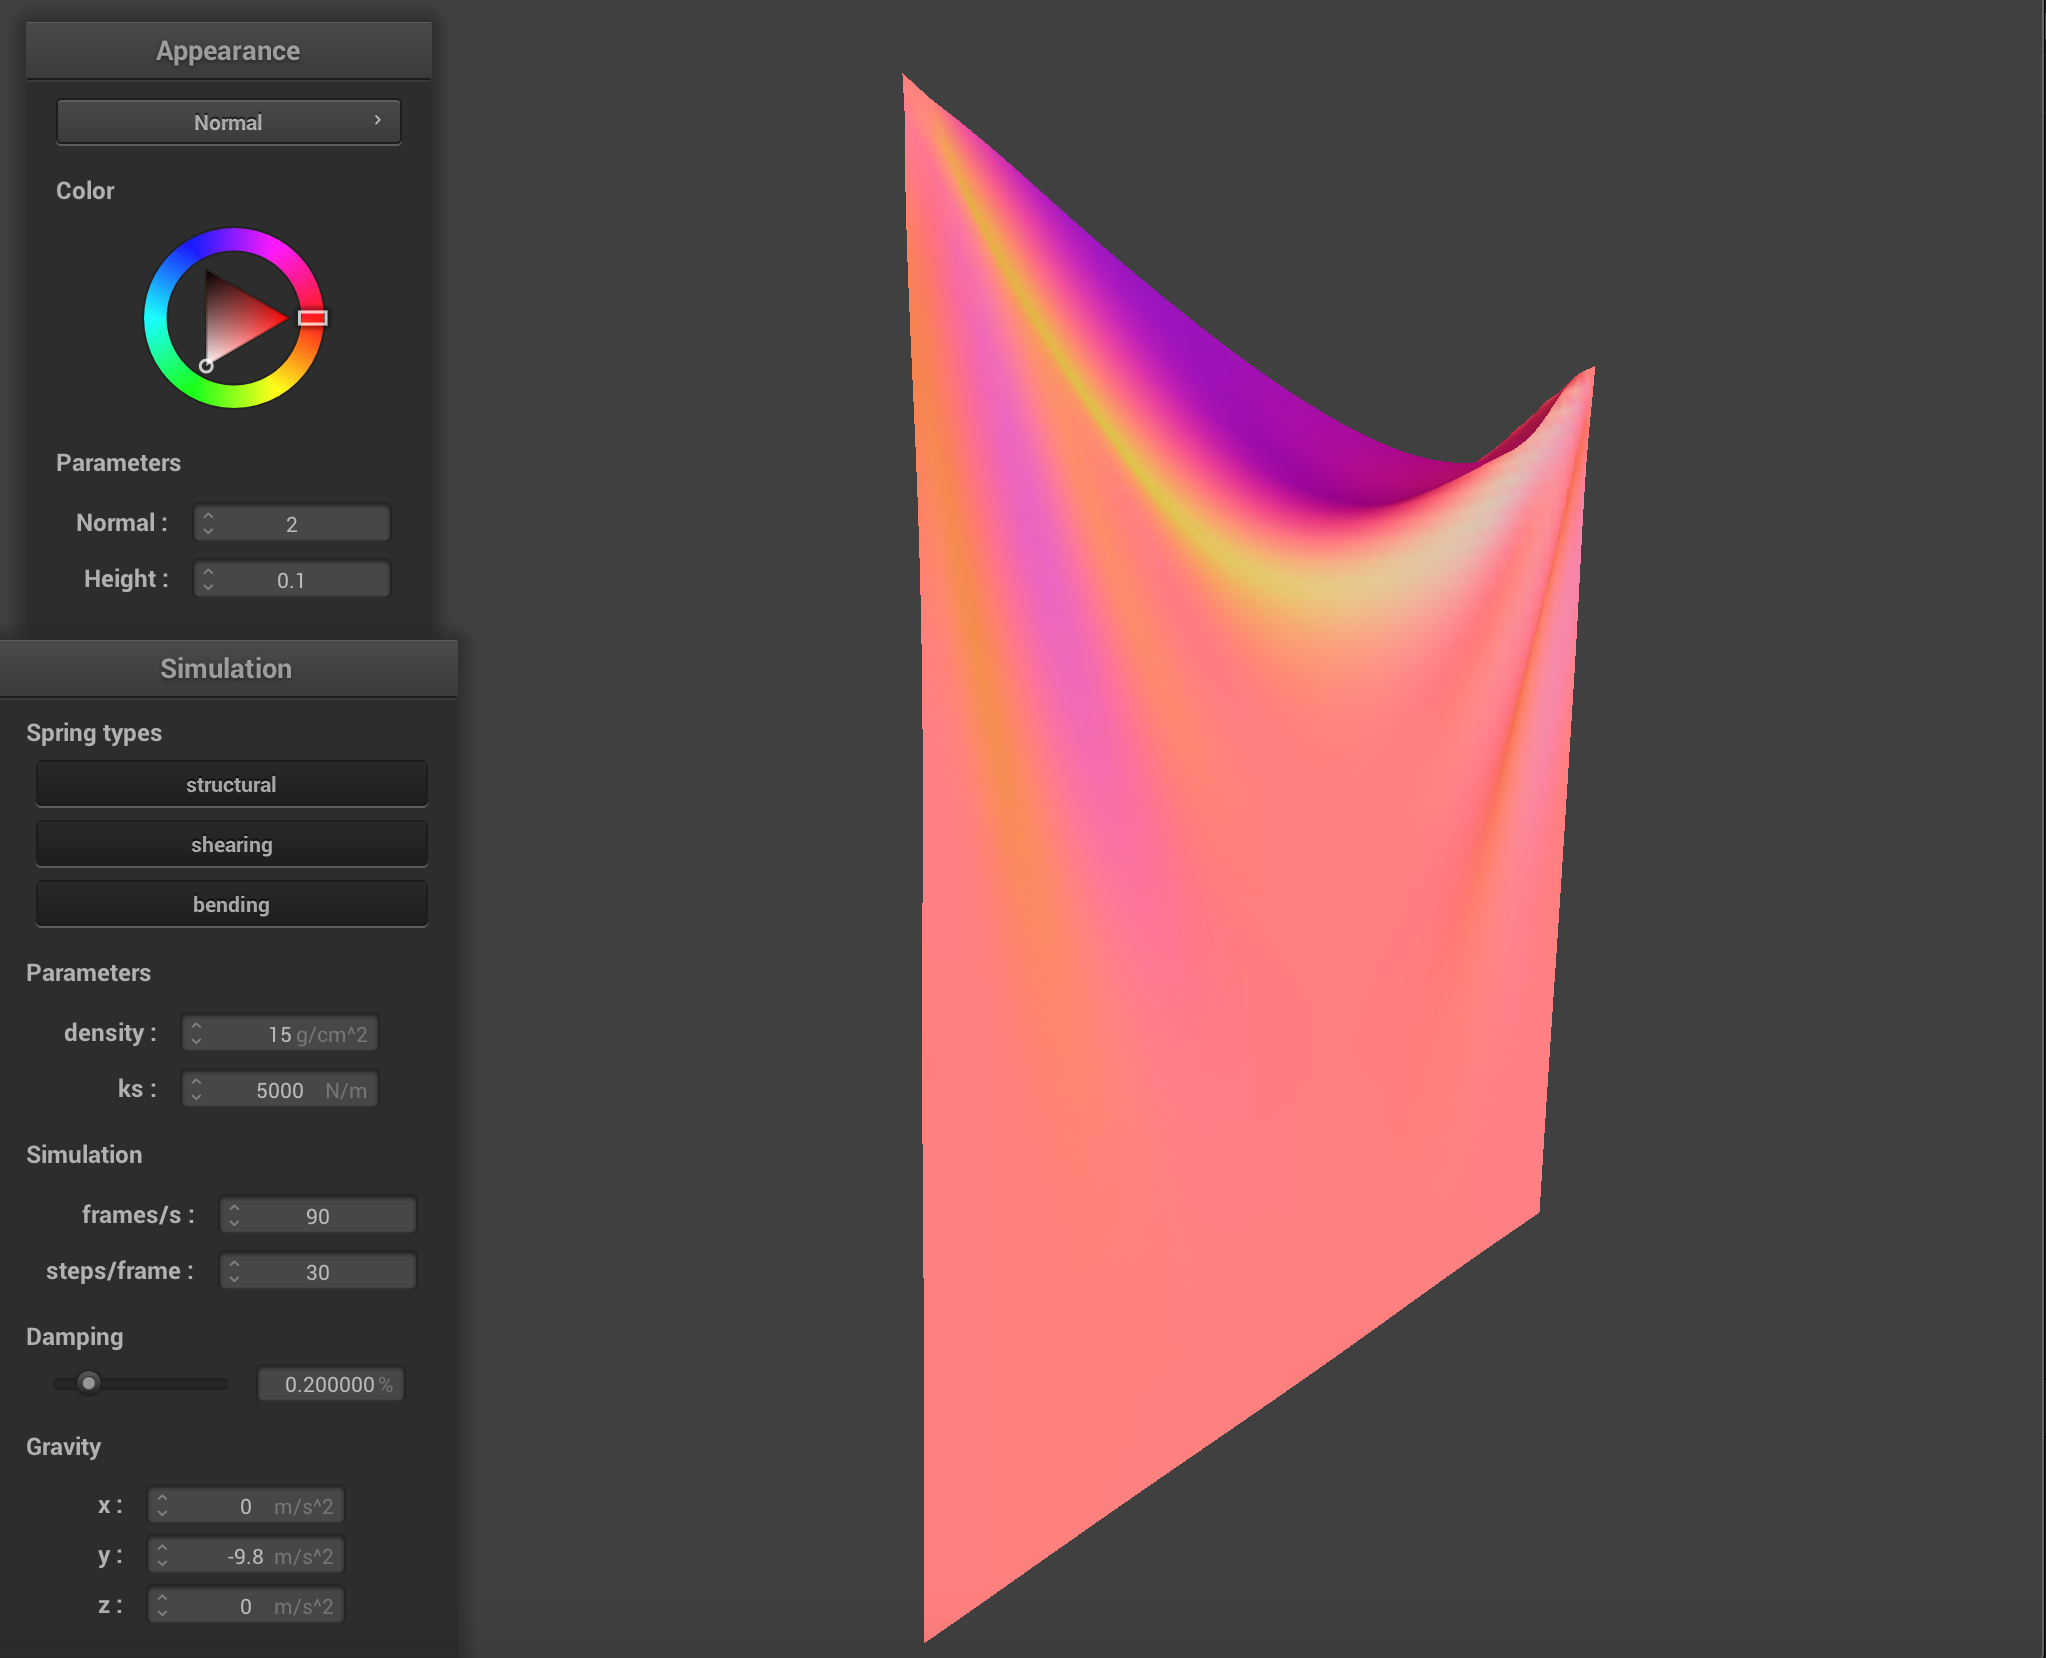 Appearance
Normal
Color
Parameters
Normal : 2
Height : 0.1
Simulation
Spring types
structural
shearing
bending
Parameters
density : 15 g/cm^2
ks : 5000 N/m
Simulation
frames/s : 90
steps/frame : 30
Damping
0.200000 %
Gravity
x : 0 m/s^2
y : -9.8 m/s^2
z : 0 m/s^2